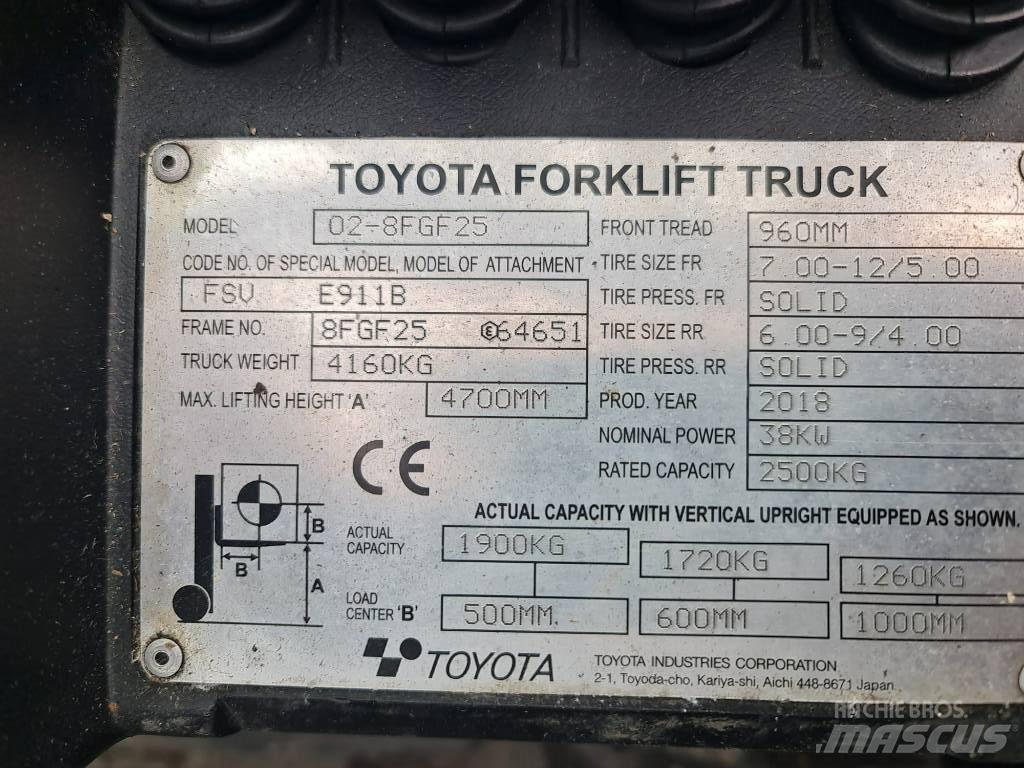 TOYOTA FORKLIFT TRUCK
MODEL 02-8FGF25 FRONT TREAD 960MM
CODE NO. OF SPECIAL MODEL, MODEL OF ATTACHMENT TIRE SIZE FR 7.00-12/5.00
FSV E911B TIRE PRESS. FR SOLID
FRAME NO. 8FGF25 E64651 TIRE SIZE RR 6.00-9/4.00
TRUCK WEIGHT 4160KG TIRE PRESS. RR SOLID
MAX. LIFTING HEIGHT 'A' 4700MM PROD. YEAR 2018
NOMINAL POWER 38KW
CE RATED CAPACITY 2500KG
ACTUAL CAPACITY WITH VERTICAL UPRIGHT EQUIPPED AS SHOWN.
B
B
A
ACTUAL CAPACITY 1900KG 1720KG 1260KG
LOAD CENTER 'B' 500MM. 600MM 1000MM
TOYOTA TOYOTA INDUSTRIES CORPORATION
2-1, Toyoda-cho, Kariya-shi, Aichi 448-8671 Japan
RITCHIE BROS.
MASCUS